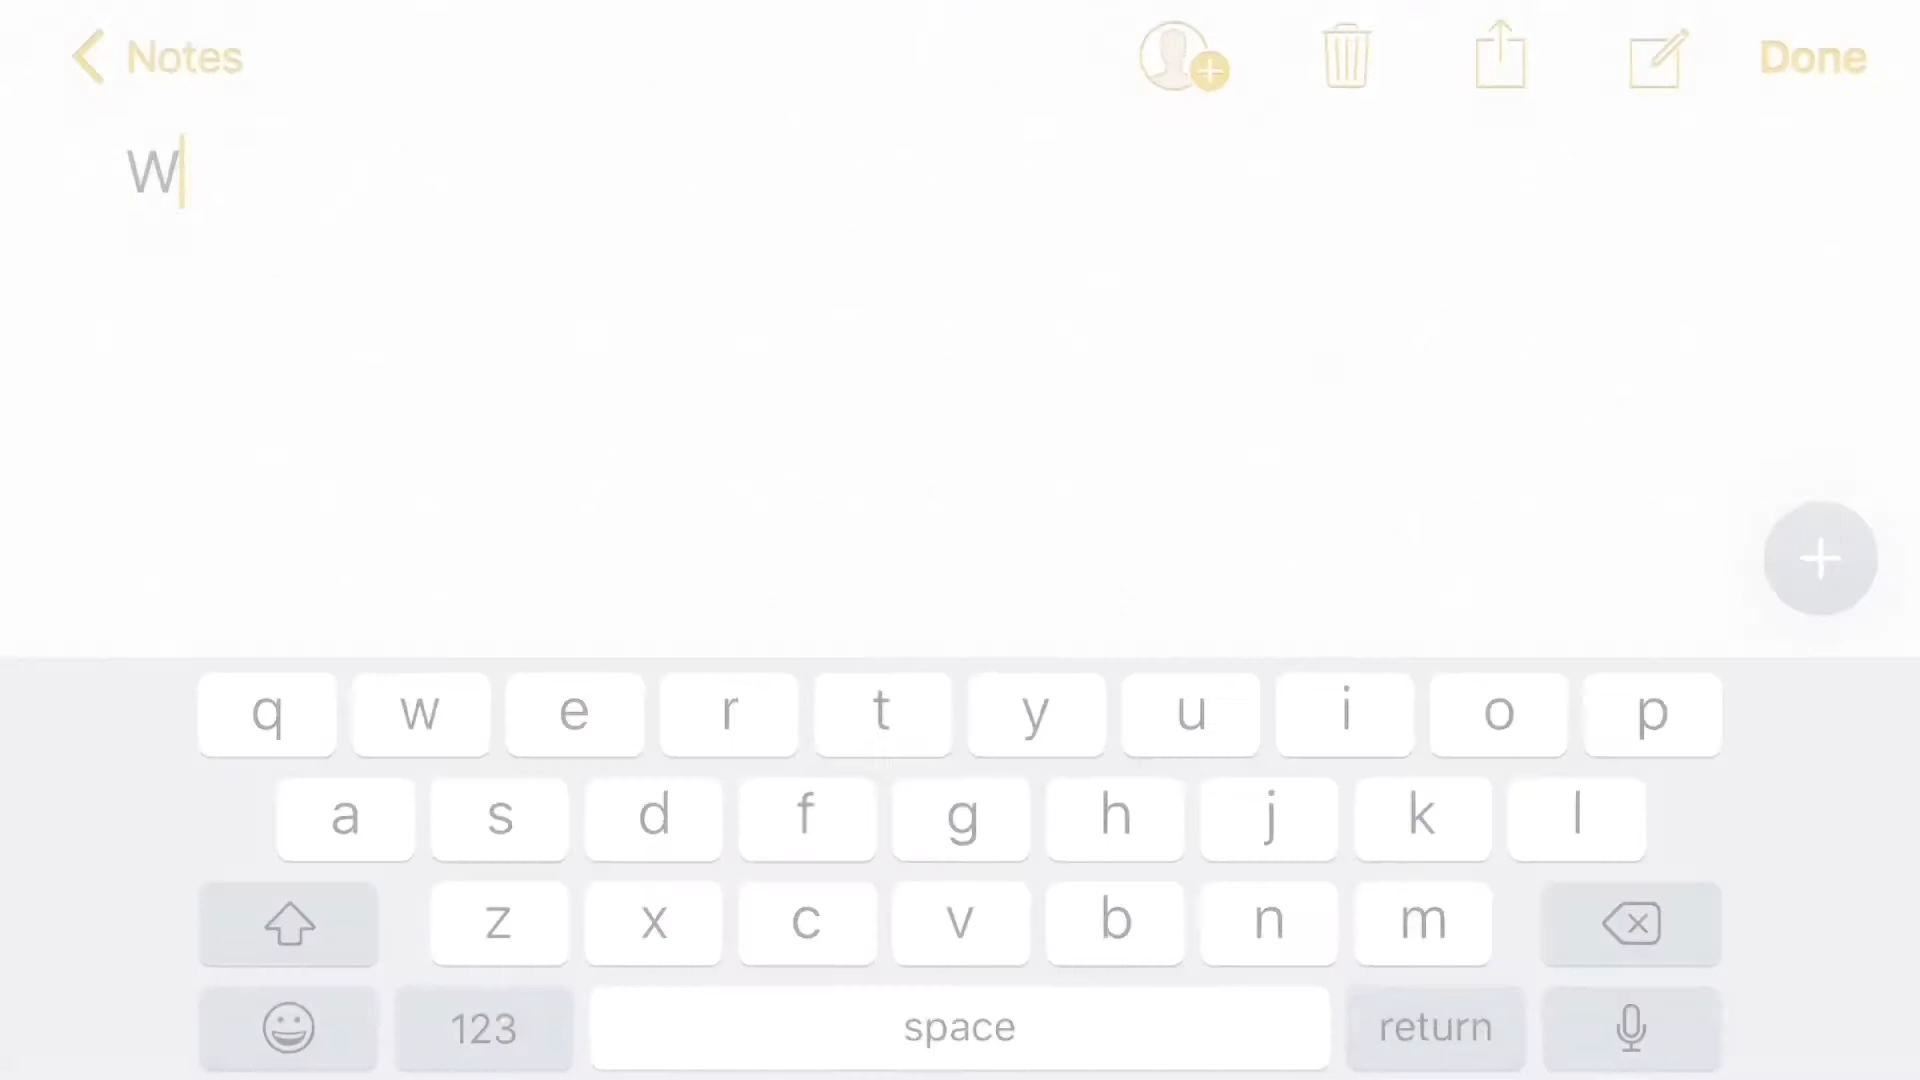 Notes
Done
W
q w e r t y u i o p
a s d f g h j k l
z x c v b n m
123 space return